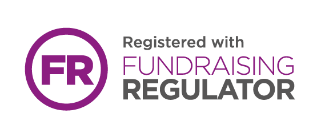 FR
Registered with
FUNDRAISING
REGULATOR